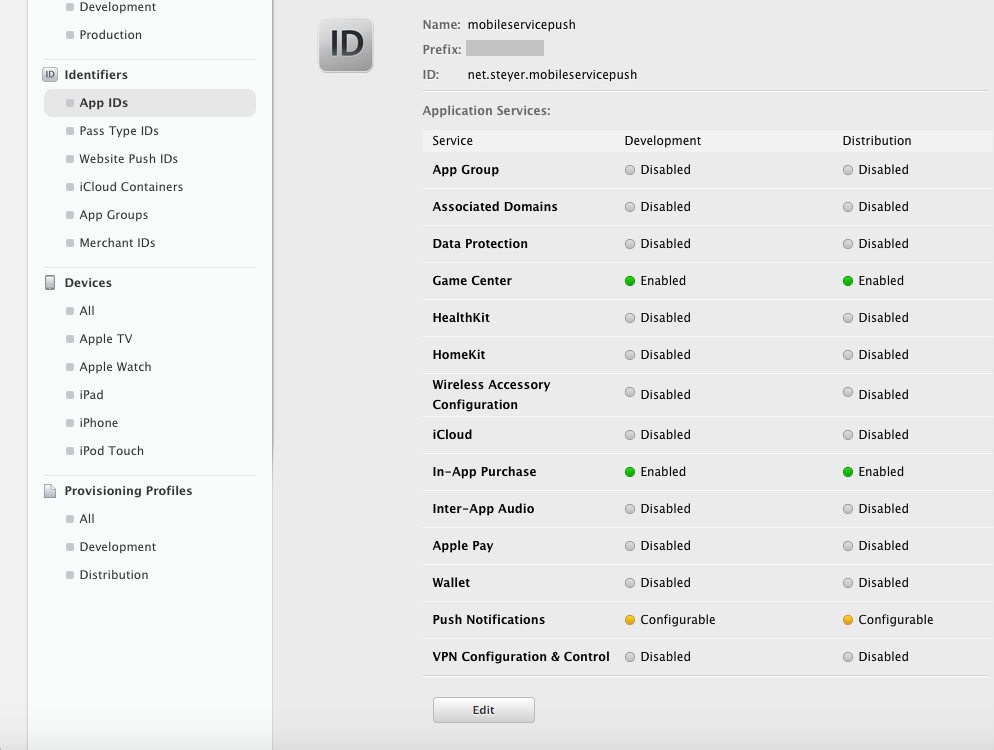 Development
Production
ID Identifiers
App IDs
Pass Type IDs
Website Push IDs
iCloud Containers
App Groups
Merchant IDs
Devices
All
Apple TV
Apple Watch
iPad
iPhone
iPod Touch
Provisioning Profiles
All
Development
Distribution
ID
Name: mobileservicepush
Prefix:
ID: net.steyer.mobileservicepush
Application Services:
Service Development Distribution
App Group Disabled Disabled
Associated Domains Disabled Disabled
Data Protection Disabled Disabled
Game Center Enabled Enabled
HealthKit Disabled Disabled
HomeKit Disabled Disabled
Wireless Accessory
Configuration Disabled Disabled
iCloud Disabled Disabled
In-App Purchase Enabled Enabled
Inter-App Audio Disabled Disabled
Apple Pay Disabled Disabled
Wallet Disabled Disabled
Push Notifications Configurable Configurable
VPN Configuration & Control Disabled Disabled
Edit